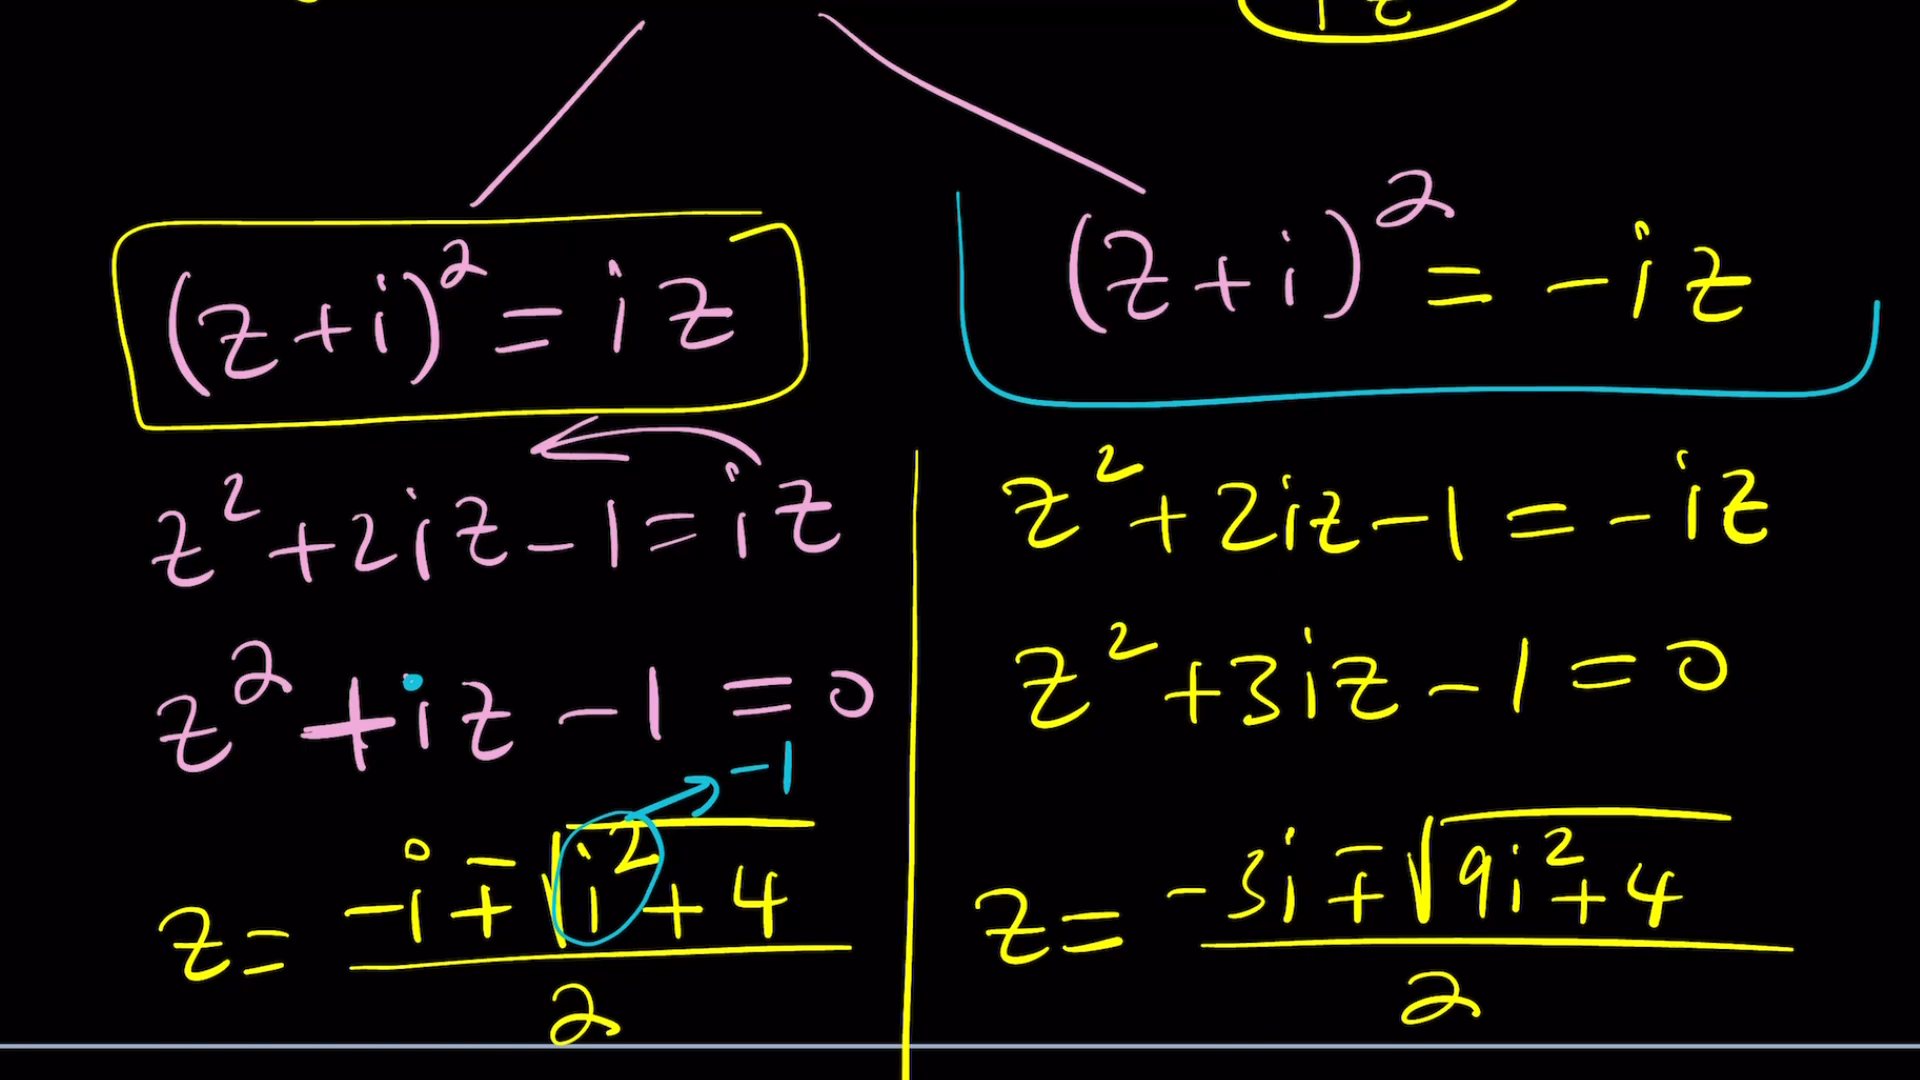 (z+i)² = iz
z² + 2iz - 1 = iz
z² + iz - 1 = 0
-1
z = (-i ∓ √(i² + 4)) / 2
(z+i)² = -iz
z² + 2iz - 1 = -iz
z² + 3iz - 1 = 0
z = (-3i ∓ √(9i² + 4)) / 2